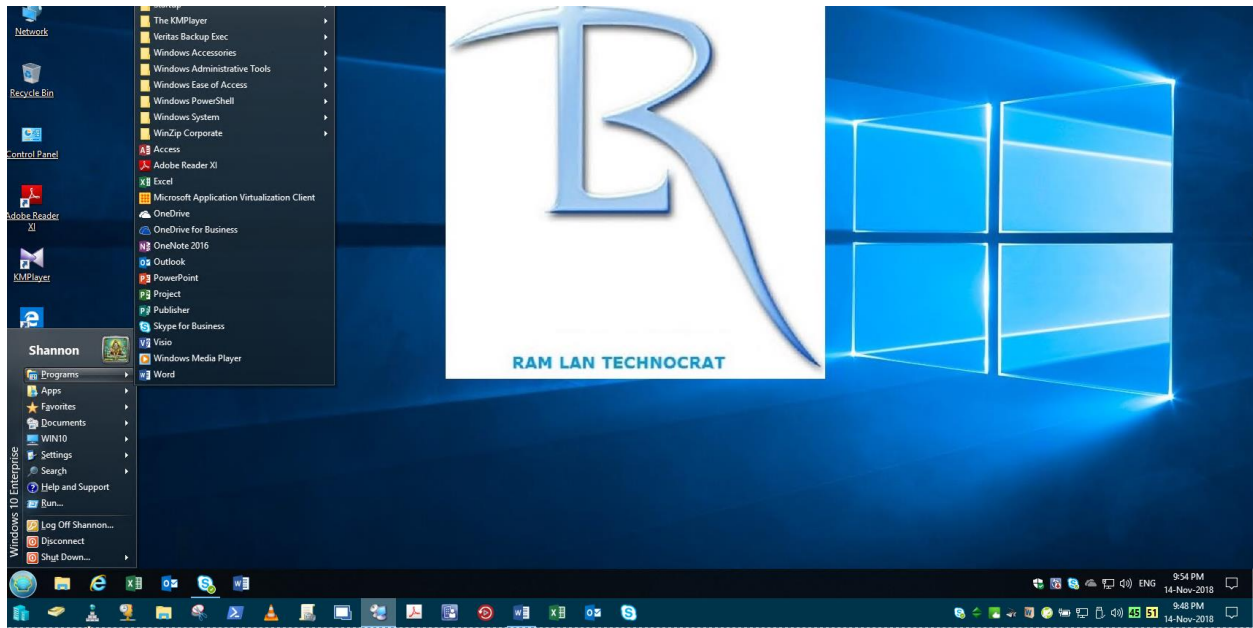 Network
Recycle Bin
Control Panel
Adobe Reader
XI
KMPlayer
Startup
The KMPlayer
Veritas Backup Exec
Windows Accessories
Windows Administrative Tools
Windows Ease of Access
Windows PowerShell
Windows System
WinZip Corporate
Access
Adobe Reader XI
Excel
Microsoft Application Virtualization Client
OneDrive
OneDrive for Business
OneNote 2016
Outlook
PowerPoint
Project
Publisher
Skype for Business
Visio
Windows Media Player
Word
Shannon
Programs
Apps
Favorites
Documents
WIN10
Settings
Search
Help and Support
Run...
Log Off Shannon...
Disconnect
Shut Down...
Windows 10 Enterprise
RAM LAN TECHNOCRAT
ENG
9:54 PM
14-Nov-2018
45
51
9:48 PM
14-Nov-2018